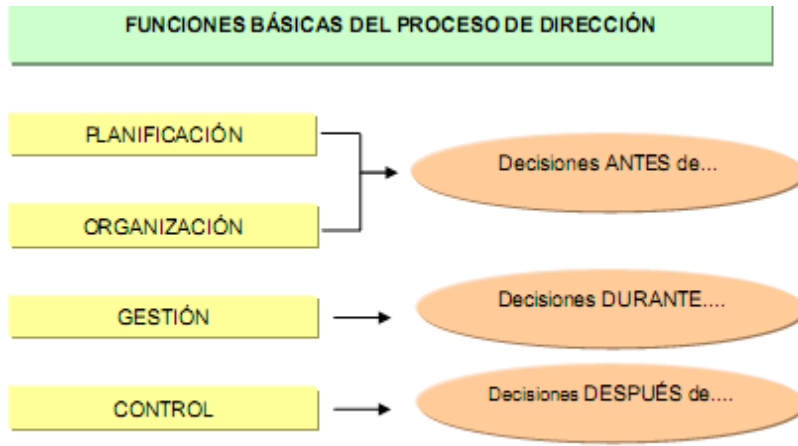 FUNCIONES BÁSICAS DEL PROCESO DE DIRECCIÓN
PLANIFICACIÓN
Decisiones ANTES de...
ORGANIZACIÓN
GESTIÓN
Decisiones DURANTE....
CONTROL
Decisiones DESPUÉS de....